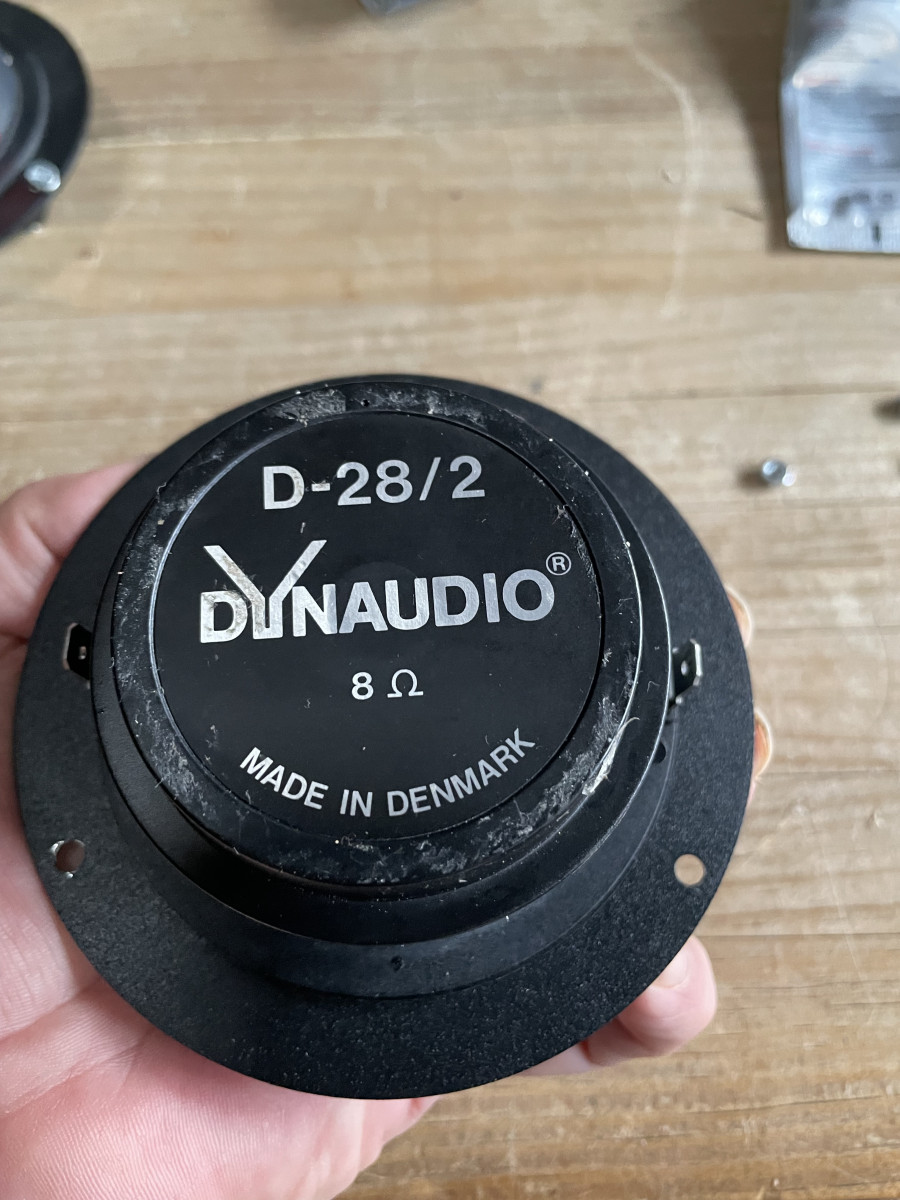 D-28/2
DYNAUDIO®
8 Ω
MADE IN DENMARK